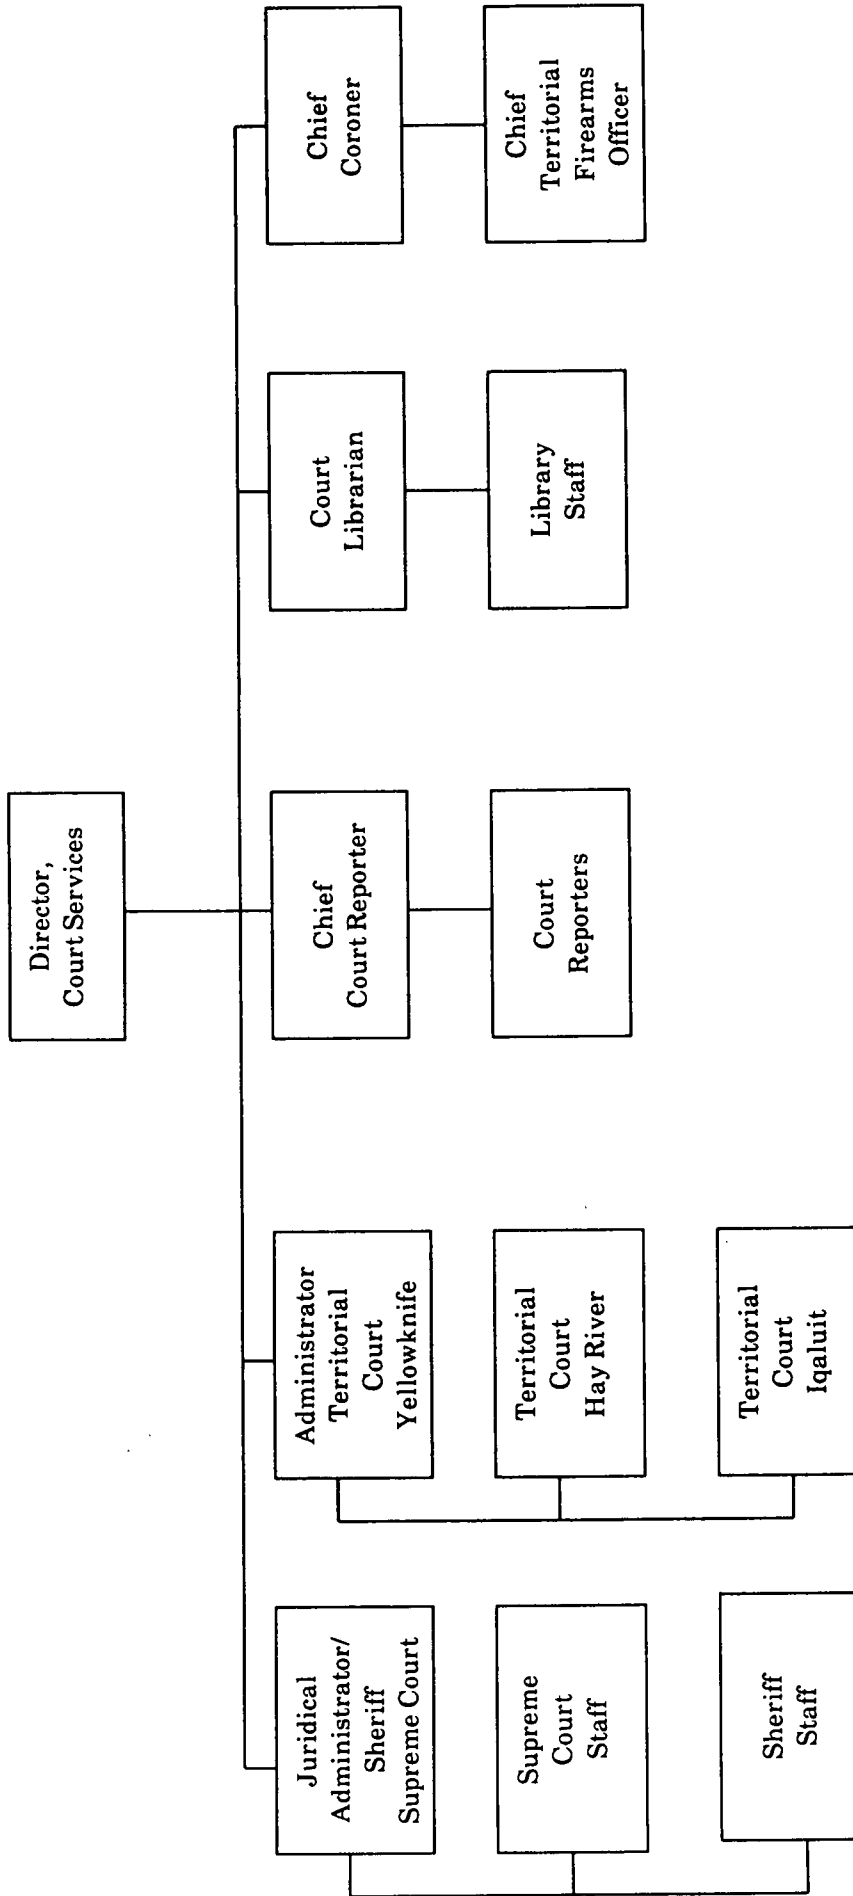 Director,
Court Services
Juridical
Administrator/
Sheriff
Supreme Court
Administrator
Territorial
Court
Yellowknife
Chief
Court Reporter
Court
Librarian
Chief
Coroner
Supreme
Court
Staff
Territorial
Court
Hay River
Court
Reporters
Library
Staff
Chief
Territorial
Firearms
Officer
Sheriff
Staff
Territorial
Court
Iqaluit